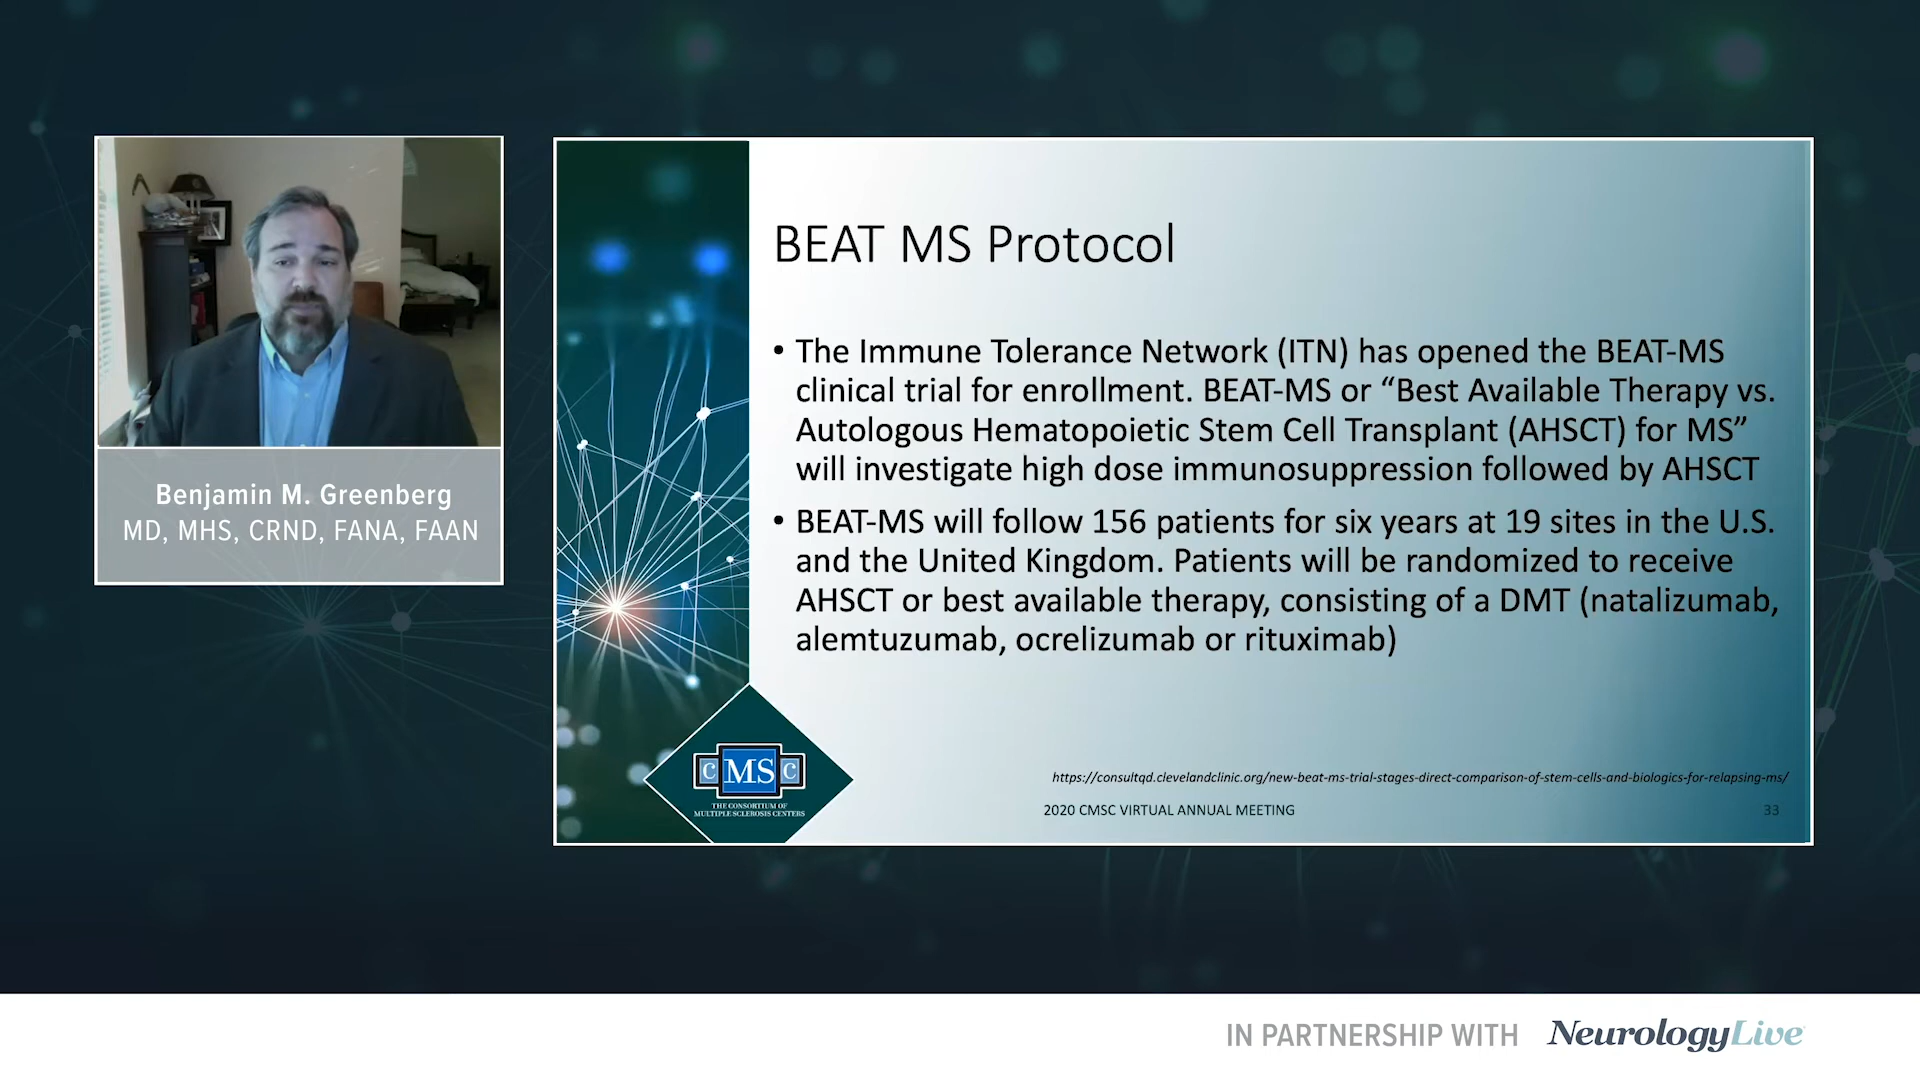 Benjamin M. Greenberg
MD, MHS, CRND, FANA, FAAN
BEAT MS Protocol
• The Immune Tolerance Network (ITN) has opened the BEAT-MS
clinical trial for enrollment. BEAT-MS or “Best Available Therapy vs.
Autologous Hematopoietic Stem Cell Transplant (AHSCT) for MS”
will investigate high dose immunosuppression followed by AHSCT
• BEAT-MS will follow 156 patients for six years at 19 sites in the U.S.
and the United Kingdom. Patients will be randomized to receive
AHSCT or best available therapy, consisting of a DMT (natalizumab,
alemtuzumab, ocrelizumab or rituximab)
CMSC
THE CONSORTIUM OF
MULTIPLE SCLEROSIS CENTERS
https://consultqd.clevelandclinic.org/new-beat-ms-trial-stages-direct-comparison-of-stem-cells-and-biologics-for-relapsing-ms/
2020 CMSC VIRTUAL ANNUAL MEETING
33
IN PARTNERSHIP WITH NeurologyLive